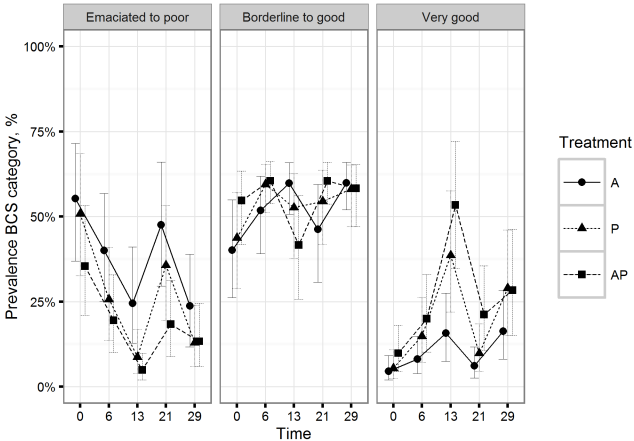 Emaciated to poor Borderline to good Very good
Prevalence BCS category, %
100%
75%
50%
25%
0%
0 6 13 21 29 0 6 13 21 29 0 6 13 21 29
Time
Treatment
A
P
AP